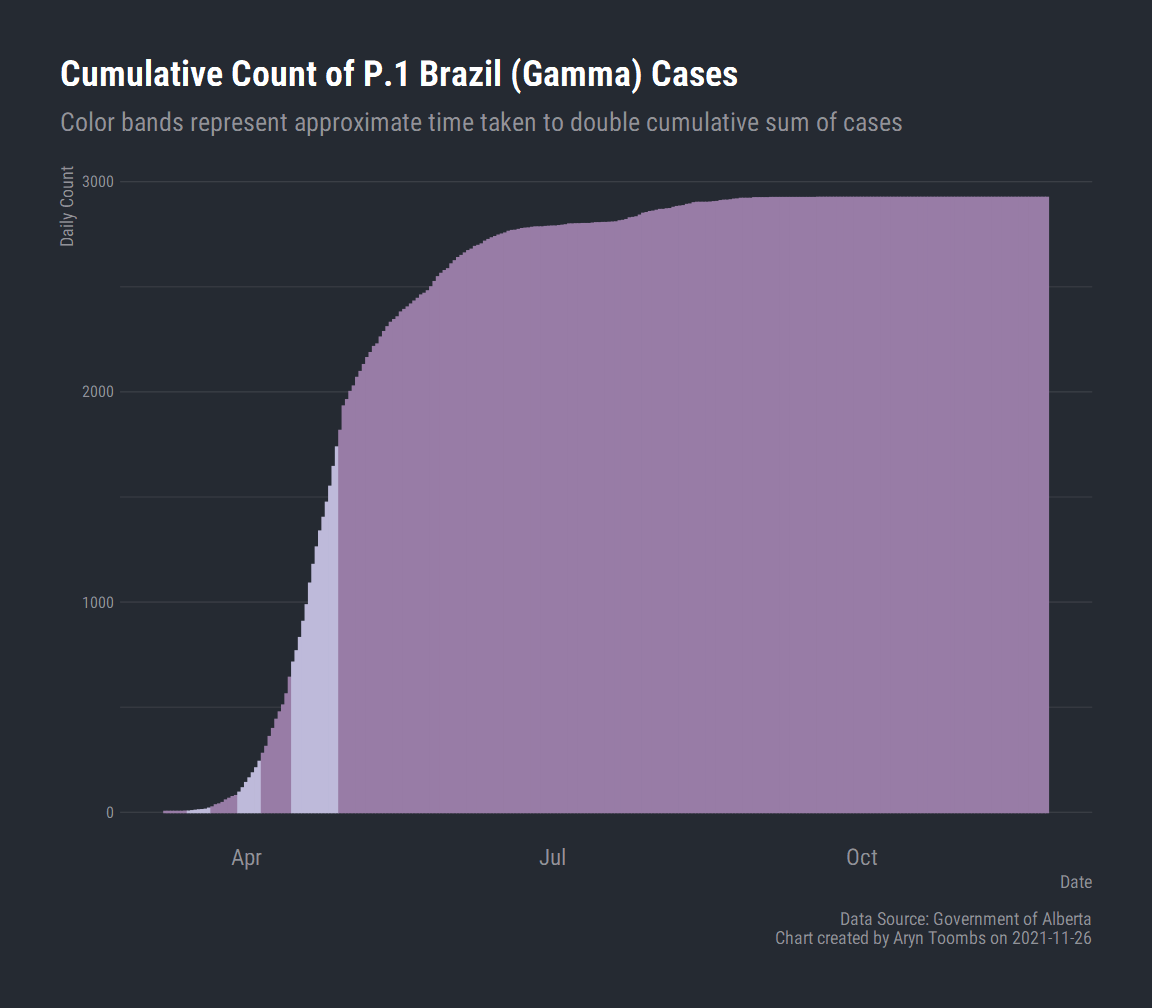 Cumulative Count of P.1 Brazil (Gamma) Cases
Color bands represent approximate time taken to double cumulative sum of cases
Daily Count
3000
2000
1000
0
Apr Jul Oct
Date
Data Source: Government of Alberta
Chart created by Aryn Toombs on 2021-11-26